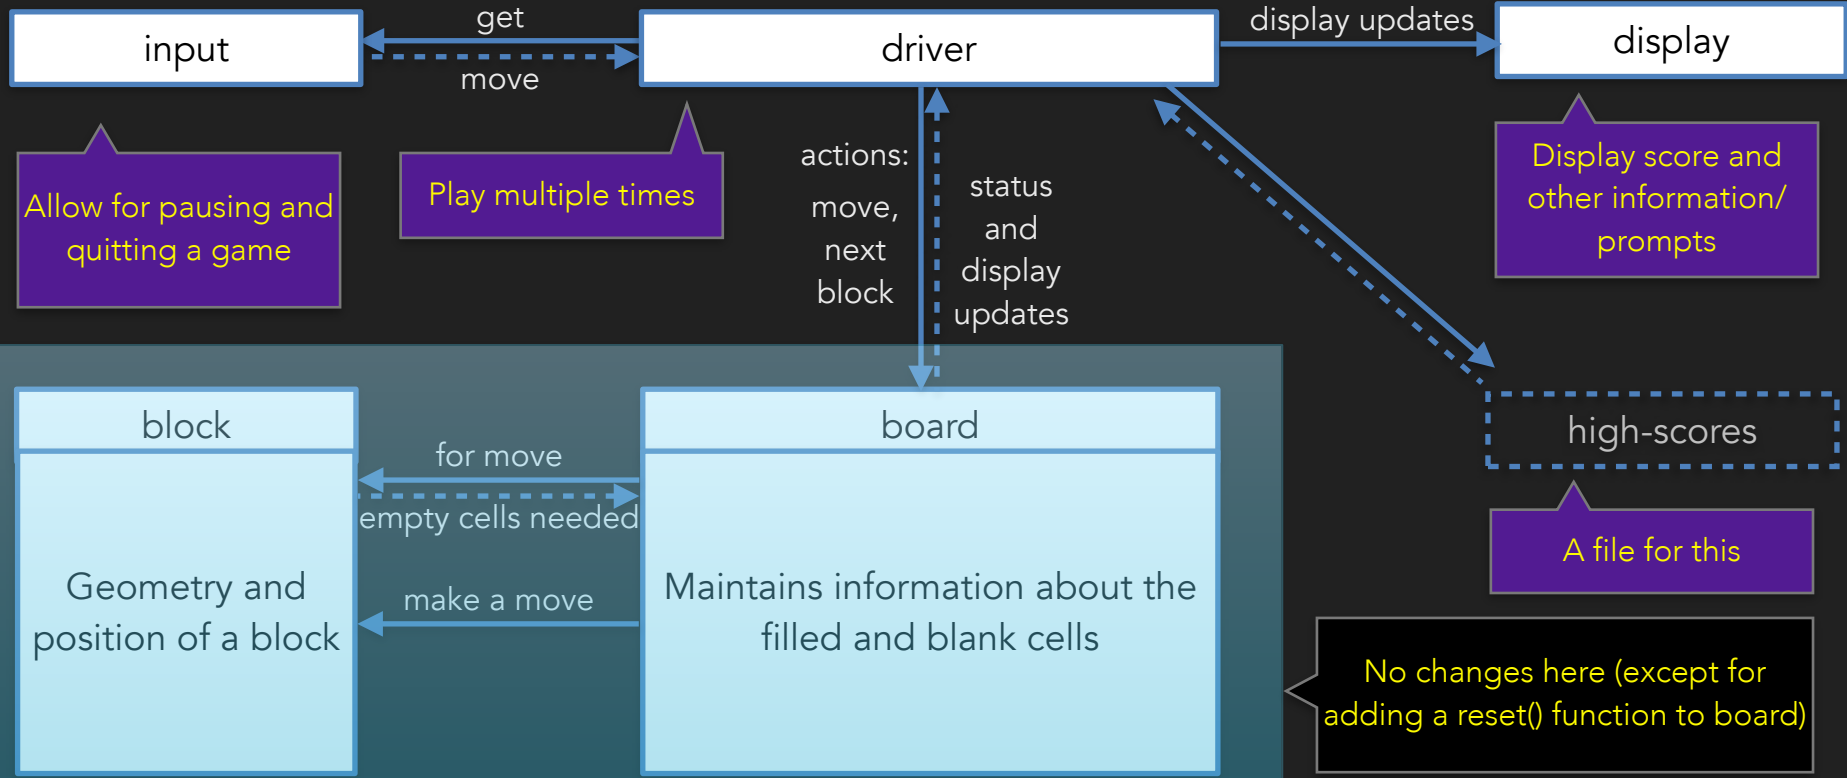 input
get
move
driver
display updates
display
Allow for pausing and
quitting a game
Play multiple times
actions:
move,
next
block
status
and
display
updates
Display score and
other information/
prompts
block
Geometry and
position of a block
for move
empty cells needed
make a move
board
Maintains information about the
filled and blank cells
high-scores
A file for this
No changes here (except for
adding a reset() function to board)